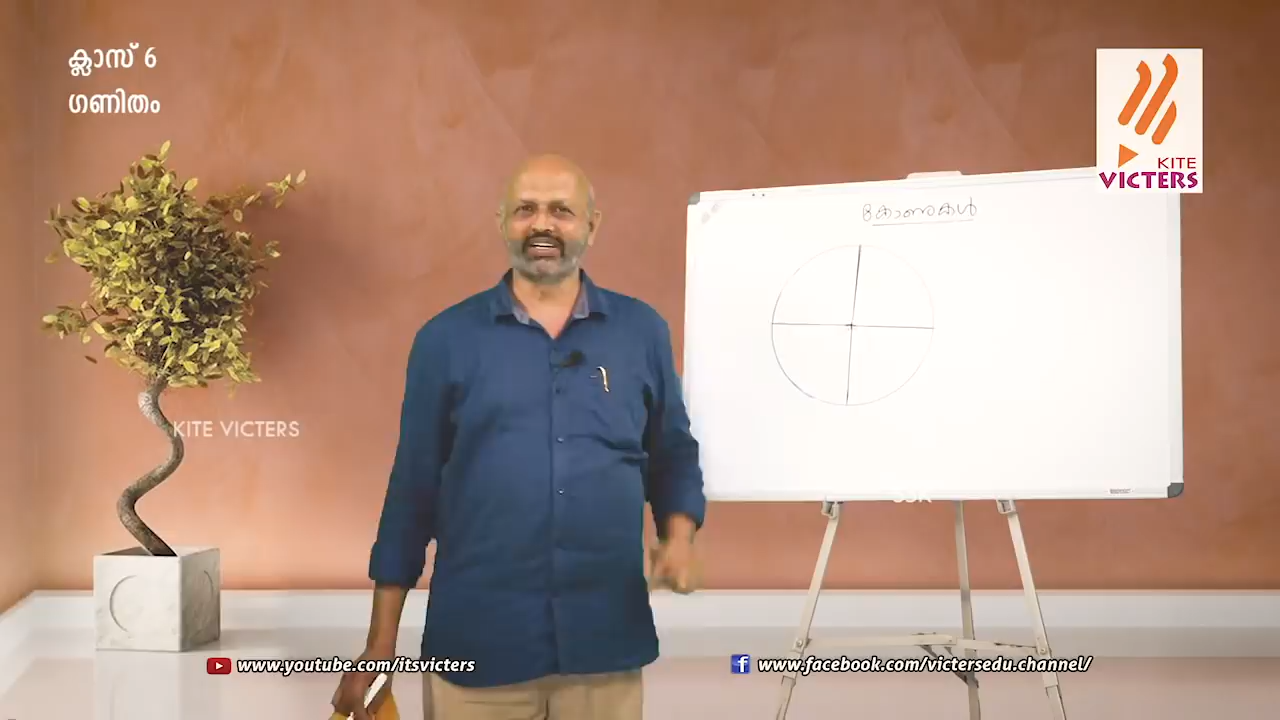 ക്ലാസ് 6
ഗണിതം
KITE
VICTERS
കോണുകൾ
KITE VICTERS
www.youtube.com/itsvicters
www.facebook.com/victersedu.channel/